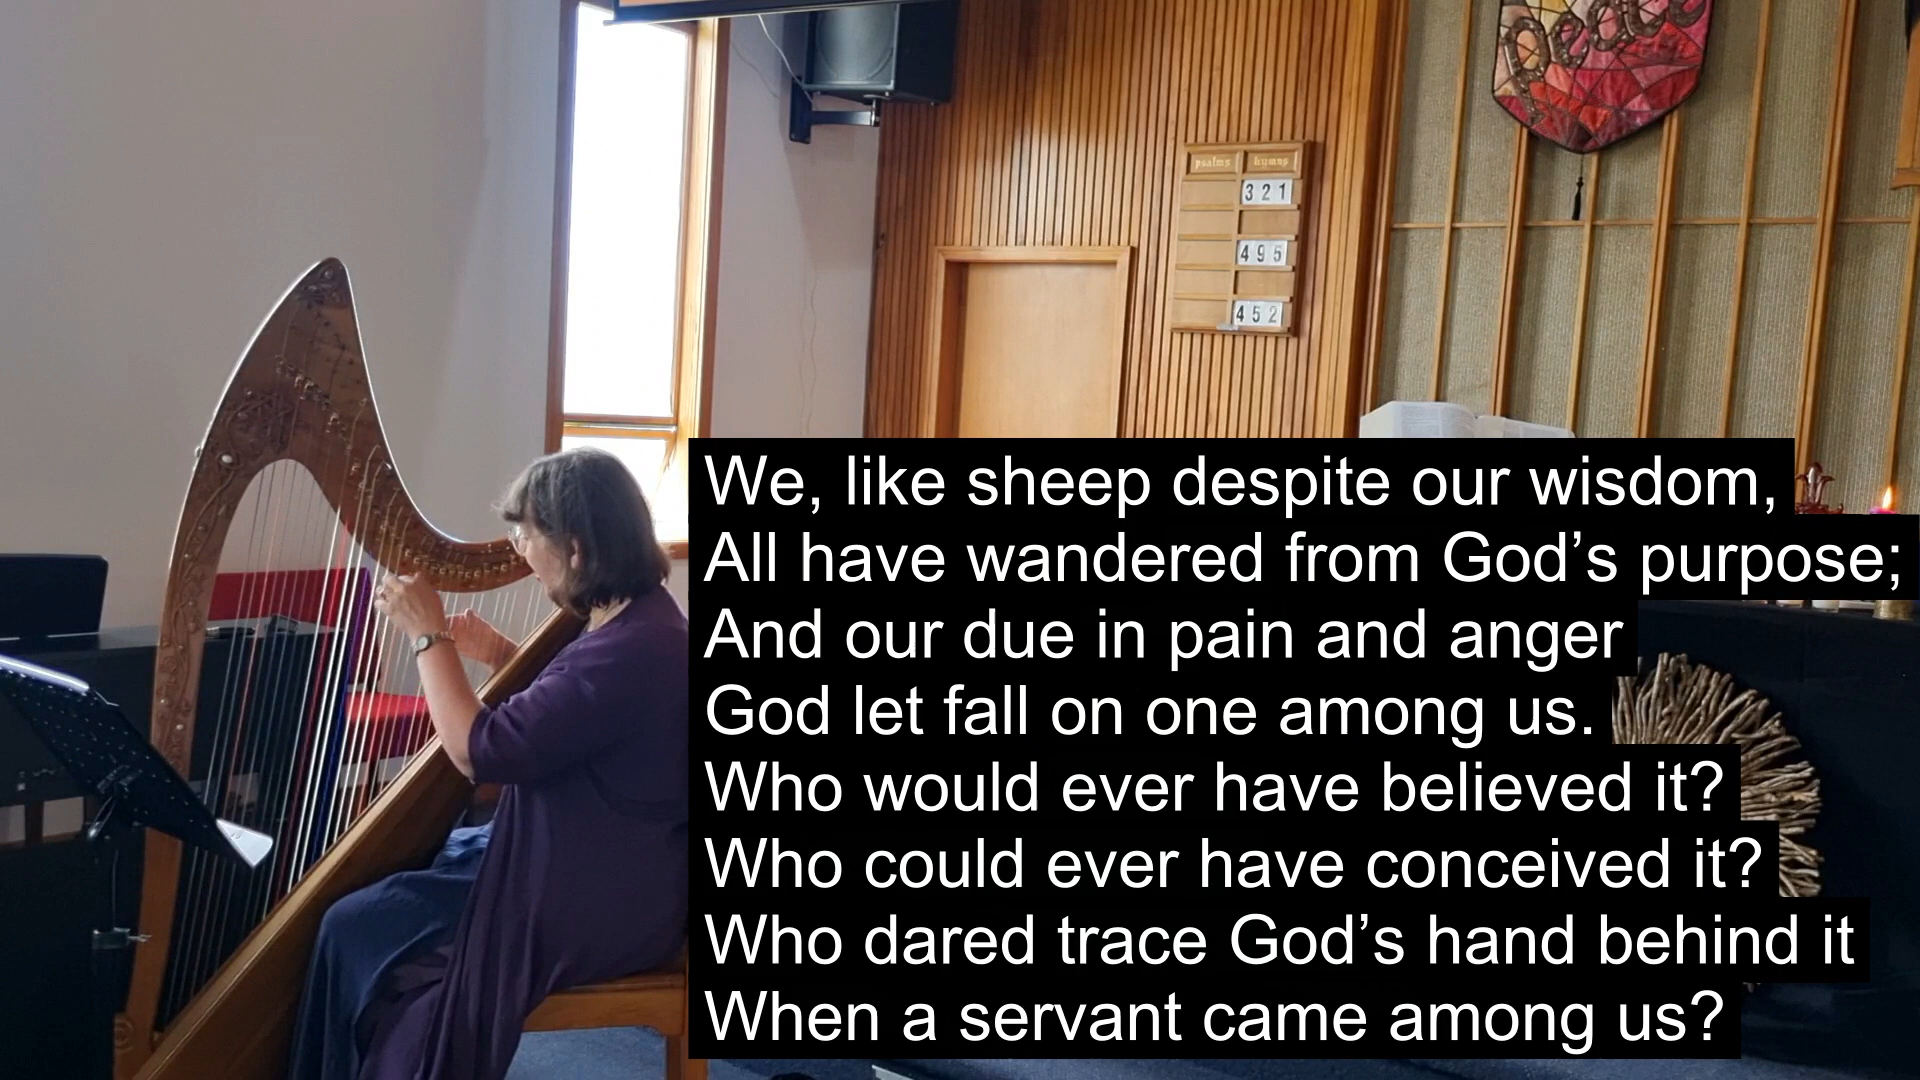 Peace
psalms hymns
321
495
452
We, like sheep despite our wisdom,
All have wandered from God’s purpose;
And our due in pain and anger
God let fall on one among us.
Who would ever have believed it?
Who could ever have conceived it?
Who dared trace God’s hand behind it
When a servant came among us?